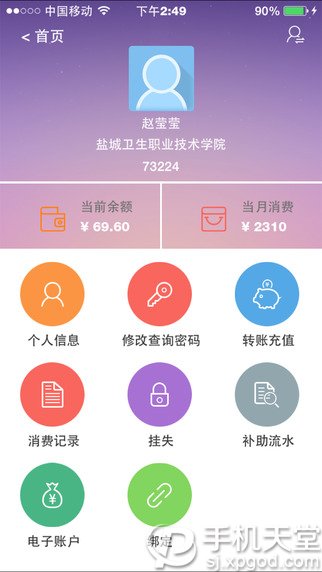 中国移动 下午2:49 90%
< 首页
赵莹莹
盐城卫生职业技术学院
73224
当前余额 当月消费
¥ 69.60 ¥ 2310
个人信息 修改查询密码 转账充值
消费记录 挂失 补助流水
电子账户 绑定
手机天堂
sj.xpgod.com